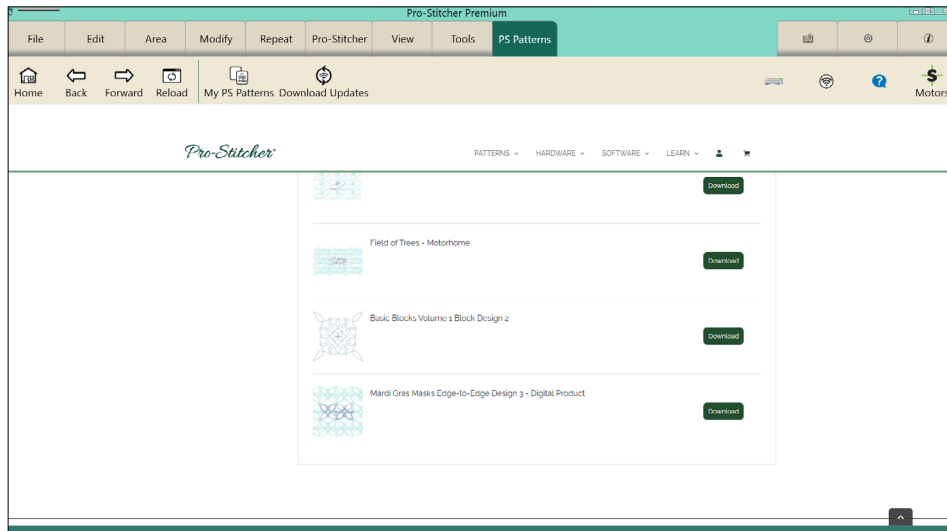 Pro-Stitcher Premium
File Edit Area Modify Repeat Pro-Stitcher View Tools PS Patterns
Home Back Forward Reload My PS Patterns Download Updates Motors
Pro-Stitcher®
PATTERNS HARDWARE SOFTWARE LEARN
Download
Field of Trees - Motorhome
Download
Basic Blocks Volume 1 Block Design 2
Download
Mardi Gras Masks Edge-to-Edge Design 3 - Digital Product
Download